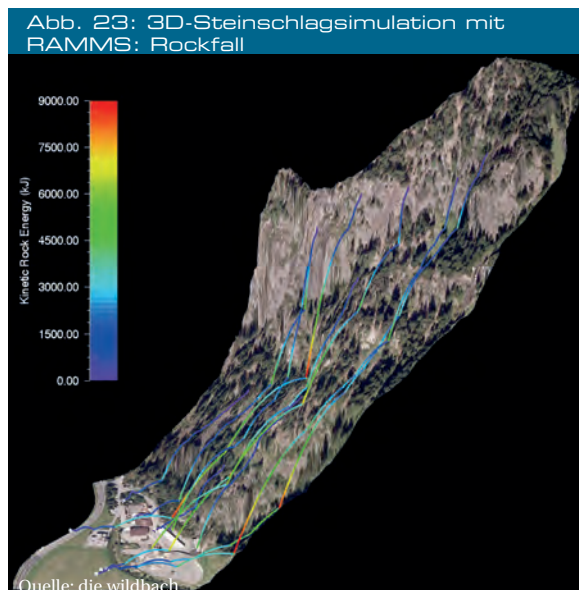 Abb. 23: 3D-Steinschlagsimulation mit
RAMMS: Rockfall
9000.00
7500.00
6000.00
4500.00
3000.00
1500.00
0.00
Kinetic Rock Energy (kJ)
Quelle: die wildbach